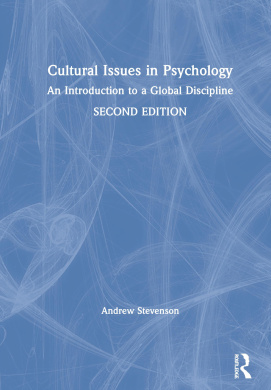 Cultural Issues in Psychology
An Introduction to a Global Discipline
SECOND EDITION
Andrew Stevenson
ROUTLEDGE